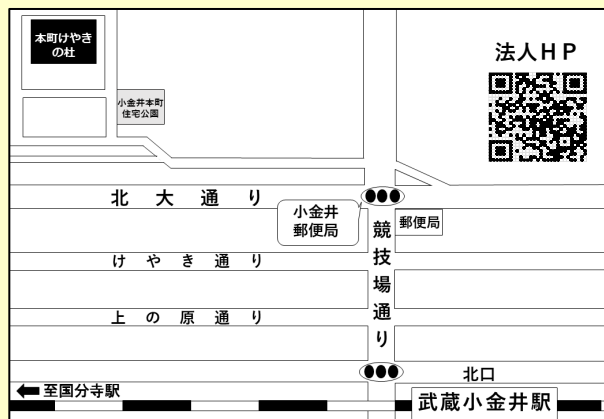 本町けやき
の杜
法人HP
小金井本町
住宅公園
北大通り
小金井
郵便局
郵便局
競技場通り
けやき通り
上の原通り
北口
至国分寺駅
武蔵小金井駅